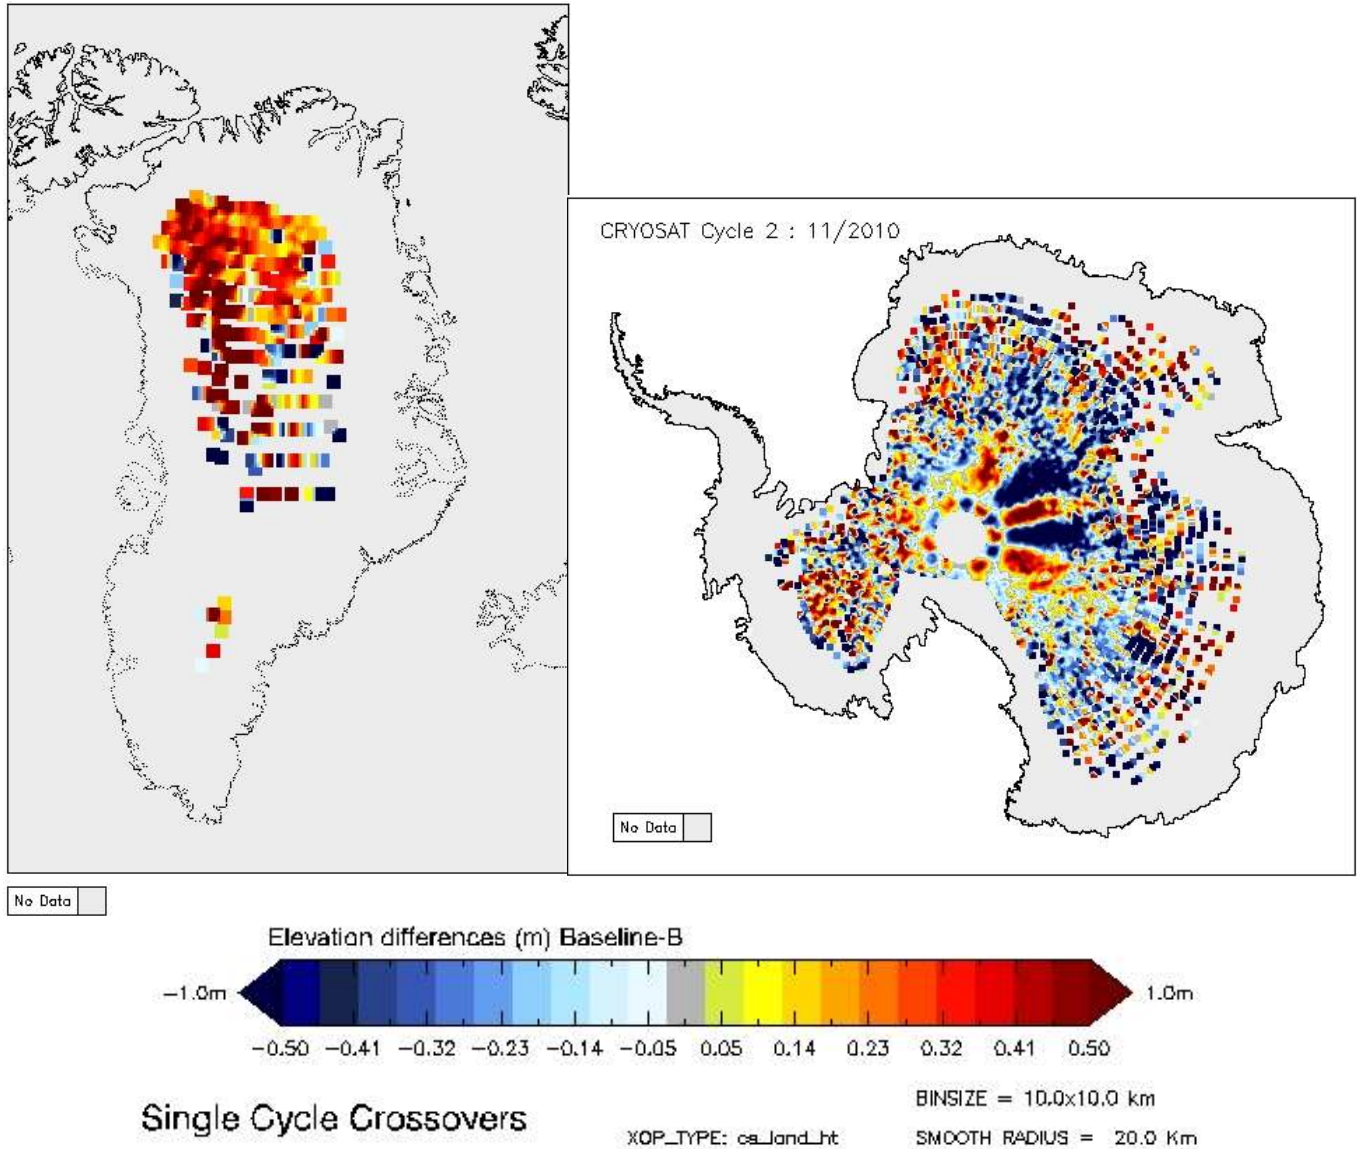 CRYOSAT Cycle 2 : 11/2010
No Data
No Data
Elevation differences (m) Baseline-B
-1.0m
1.0m
-0.50 -0.41 -0.32 -0.23 -0.14 -0.05 0.05 0.14 0.23 0.32 0.41 0.50
BINSIZE = 10.0x10.0 km
Single Cycle Crossovers
XOP_TYPE: cs_land_ht
SMOOTH RADIUS = 20.0 Km